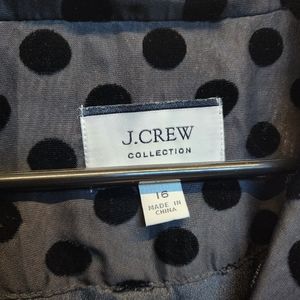 J.CREW
COLLECTION
16
MADE IN
CHINA